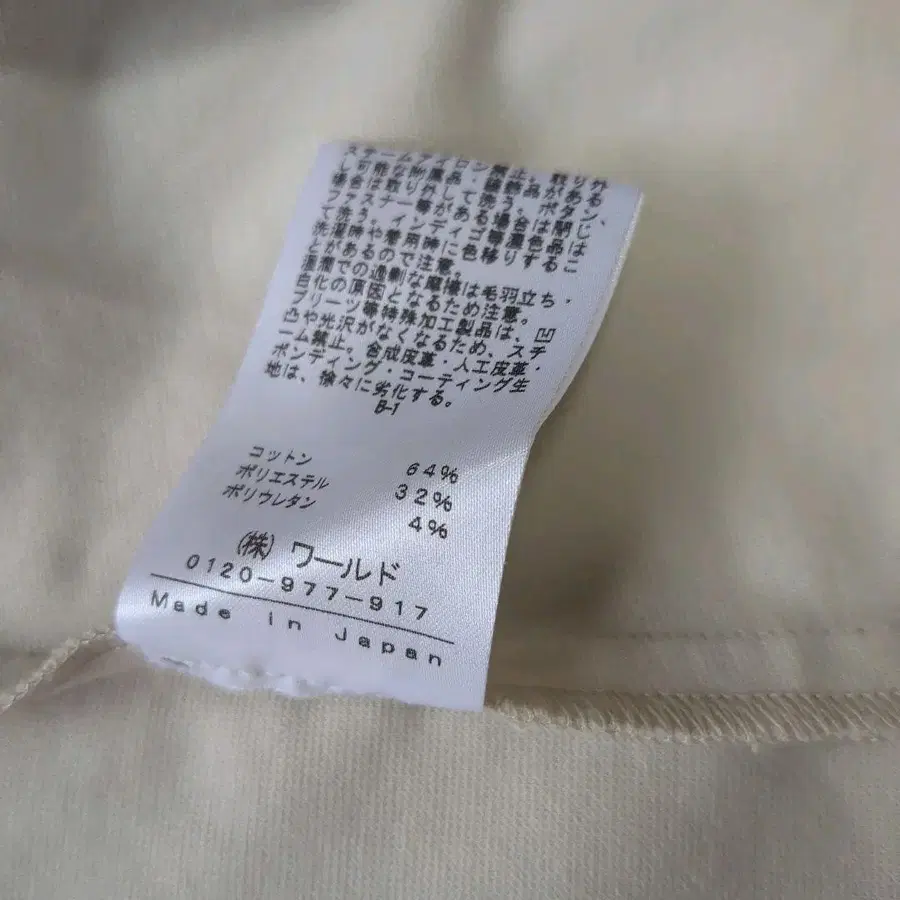 スチームアイロン禁止。取り外
し可能な附属品・装飾品があるり
場合は取り外して洗う。ボタン、
ファスナー等がある場合は閉じ
て洗う。インディゴ等濃色品は
洗濯時や着用時に色移りするこ
とがあるので注意。
湿潤での過剰な摩擦は毛羽立ち・
白化の原因となるため注意。
プリーツ等特殊加工製品は、凹
凸や光沢がなくなるため、スチ
ーム禁止。合成皮革・人工皮革・
ボンディング・コーティング生
地は、徐々に劣化する。
B-1
コットン 64%
ポリエステル 32%
ポリウレタン 4%
(株) ワールド
0120-977-917
Made in Japan